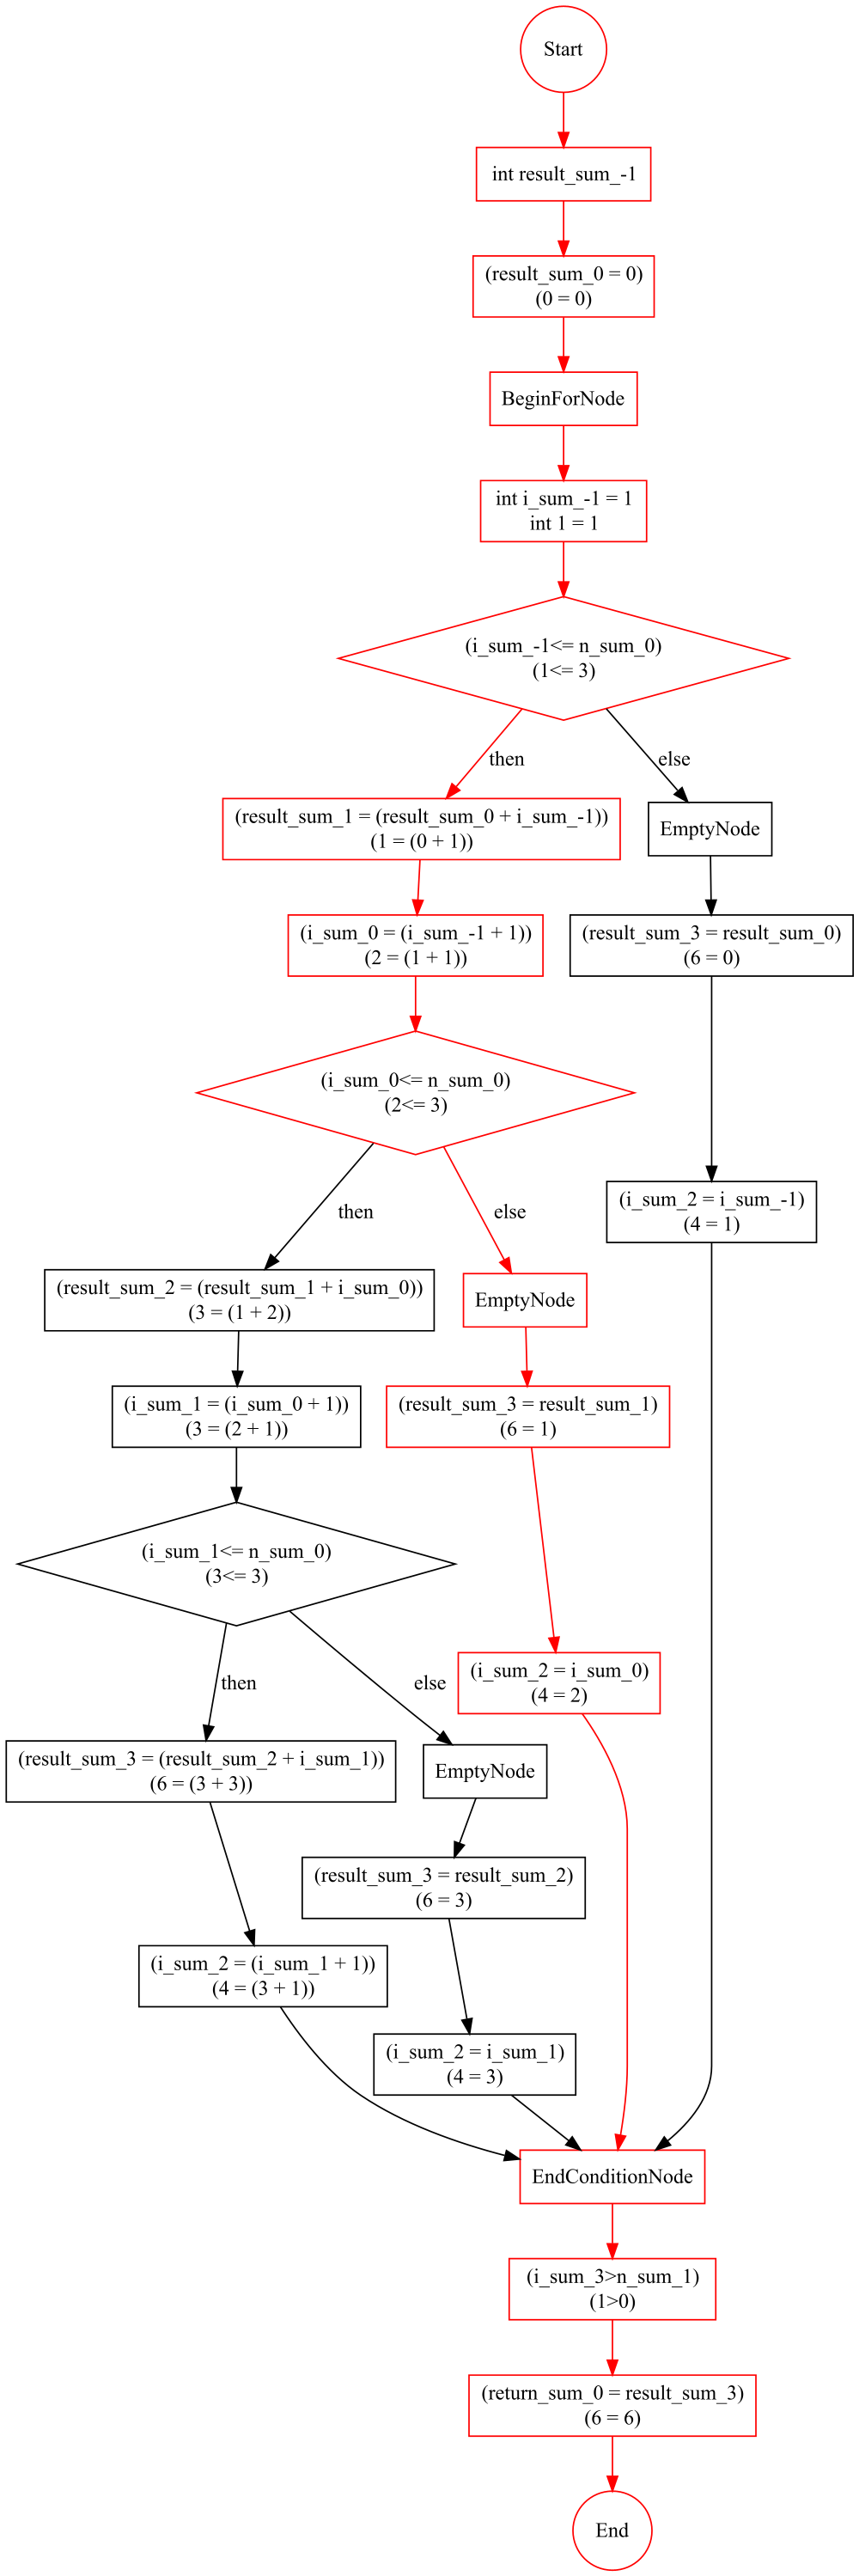 Start
int result_sum_-1
(result_sum_0 = 0)
(0 = 0)
BeginForNode
int i_sum_-1 = 1
int 1 = 1
(i_sum_-1<= n_sum_0)
(1<= 3)
then
else
(result_sum_1 = (result_sum_0 + i_sum_-1))
(1 = (0 + 1))
EmptyNode
(i_sum_0 = (i_sum_-1 + 1))
(2 = (1 + 1))
(result_sum_3 = result_sum_0)
(6 = 0)
(i_sum_0<= n_sum_0)
(2<= 3)
(i_sum_2 = i_sum_-1)
(4 = 1)
then
else
(result_sum_2 = (result_sum_1 + i_sum_0))
(3 = (1 + 2))
EmptyNode
(i_sum_1 = (i_sum_0 + 1))
(3 = (2 + 1))
(result_sum_3 = result_sum_1)
(6 = 1)
(i_sum_1<= n_sum_0)
(3<= 3)
then
else
(i_sum_2 = i_sum_0)
(4 = 2)
(result_sum_3 = (result_sum_2 + i_sum_1))
(6 = (3 + 3))
EmptyNode
(result_sum_3 = result_sum_2)
(6 = 3)
(i_sum_2 = (i_sum_1 + 1))
(4 = (3 + 1))
(i_sum_2 = i_sum_1)
(4 = 3)
EndConditionNode
(i_sum_3>n_sum_1)
(1>0)
(return_sum_0 = result_sum_3)
(6 = 6)
End